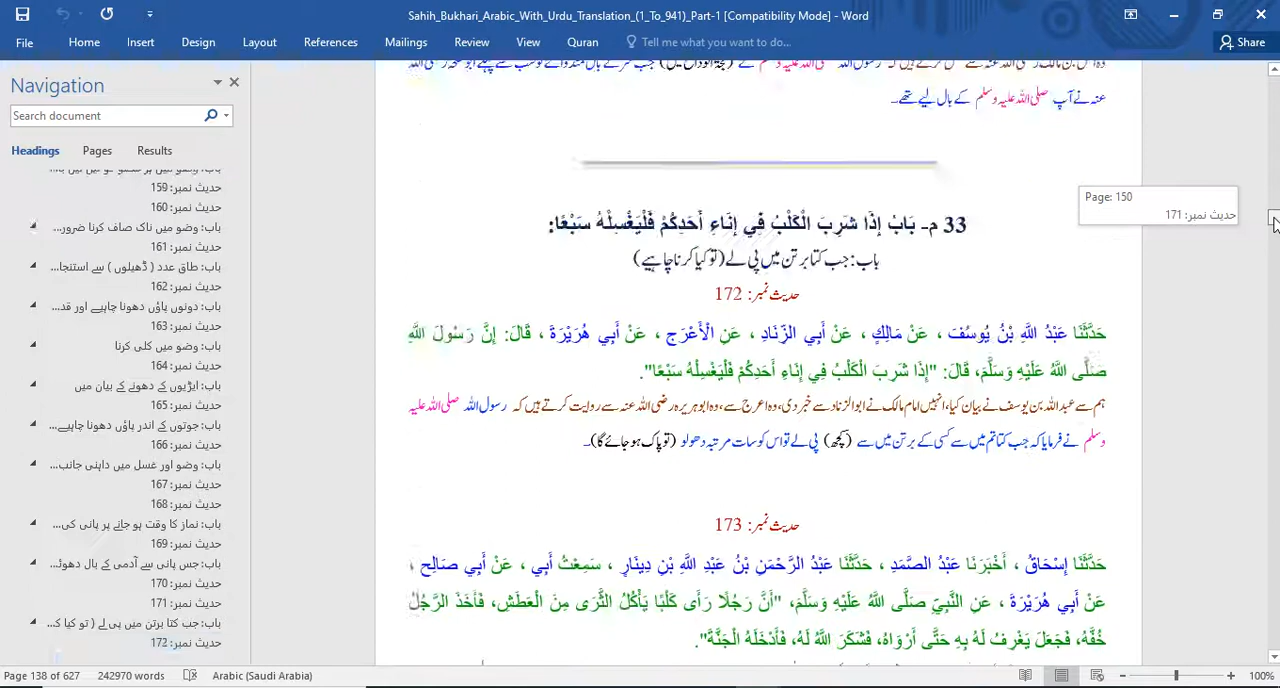 Sahih_Bukhari_Arabic_With_Urdu_Translation_(1_To_941)_Part-1 [Compatibility Mode] - Word
File Home Insert Design Layout References Mailings Review View Quran Tell me what you want to do... Share
Navigation
Search document
Headings Pages Results
حدیث نمبر: 159
حدیث نمبر: 160
باب: وضو میں ناک صاف کرنا ضرور...
حدیث نمبر: 161
باب: طاق عدد ( ڈھیلوں ) سے استنجا...
حدیث نمبر: 162
باب: دونوں پاؤں دھونا چاہیے اور قد...
حدیث نمبر: 163
باب: وضو میں کلی کرنا
حدیث نمبر: 164
باب: ایڑیوں کے دھونے کے بیان میں
حدیث نمبر: 165
باب: جوتوں کے اندر پاؤں دھونا چاہیے...
حدیث نمبر: 166
باب: وضو اور غسل میں داہنی جانب...
حدیث نمبر: 167
حدیث نمبر: 168
باب: نماز کا وقت ہو جانے پر پانی کی...
حدیث نمبر: 169
باب: جس پانی سے آدمی کے بال دھوئ...
حدیث نمبر: 170
حدیث نمبر: 171
باب: جب کتا برتن میں پی لے ( تو کیا ک...
حدیث نمبر: 172
عنہ نے آپ صلی اللہ علیہ وسلم کے بال لیے تھے۔
33 م- بَابُ إِذَا شَرِبَ الْكَلْبُ فِي إِنَاءِ أَحَدِكُمْ فَلْيَغْسِلْهُ سَبْعًا:
باب: جب کتا برتن میں پی لے (تو کیا کرنا چاہیے)
حدیث نمبر: 172
حَدَّثَنَا عَبْدُ اللَّهِ بْنُ يُوسُفَ ، عَنْ مَالِكٍ ، عَنْ أَبِي الزِّنَادِ ، عَنِ الْأَعْرَجِ ، عَنْ أَبِي هُرَيْرَةَ ، قَالَ: إِنَّ رَسُولَ اللَّهِ
صَلَّى اللَّهُ عَلَيْهِ وَسَلَّمَ، قَالَ: "إِذَا شَرِبَ الْكَلْبُ فِي إِنَاءِ أَحَدِكُمْ فَلْيَغْسِلْهُ سَبْعًا".
ہم سے عبداللہ بن یوسف نے بیان کیا، انہیں امام مالک نے ابوالزناد سے خبر دی، وہ اعرج سے، وہ ابوہریرہ رضی اللہ عنہ سے روایت کرتے ہیں کہ رسول اللہ صلی اللہ علیہ
وسلم نے فرمایا کہ جب کتا تم میں سے کسی کے برتن میں سے (کچھ) پی لے تو اس کو سات مرتبہ دھو لو (تو پاک ہو جائے گا)۔
حدیث نمبر: 173
حَدَّثَنَا إِسْحَاقُ ، أَخْبَرَنَا عَبْدُ الصَّمَدِ ، حَدَّثَنَا عَبْدُ الرَّحْمَنِ بْنُ عَبْدِ اللَّهِ بْنِ دِينَارٍ ، سَمِعْتُ أَبِي ، عَنْ أَبِي صَالِحٍ ،
عَنْ أَبِي هُرَيْرَةَ ، عَنِ النَّبِيِّ صَلَّى اللَّهُ عَلَيْهِ وَسَلَّمَ، "أَنَّ رَجُلًا رَأَى كَلْبًا يَأْكُلُ الثَّرَى مِنَ الْعَطَشِ، فَأَخَذَ الرَّجُلُ
خُفَّهُ، فَجَعَلَ يَغْرِفُ لَهُ بِهِ حَتَّى أَرْوَاهُ، فَشَكَرَ اللَّهُ لَهُ، فَأَدْخَلَهُ الْجَنَّةَ".
Page: 150
حدیث نمبر: 171
Page 138 of 627 242970 words Arabic (Saudi Arabia) 100%